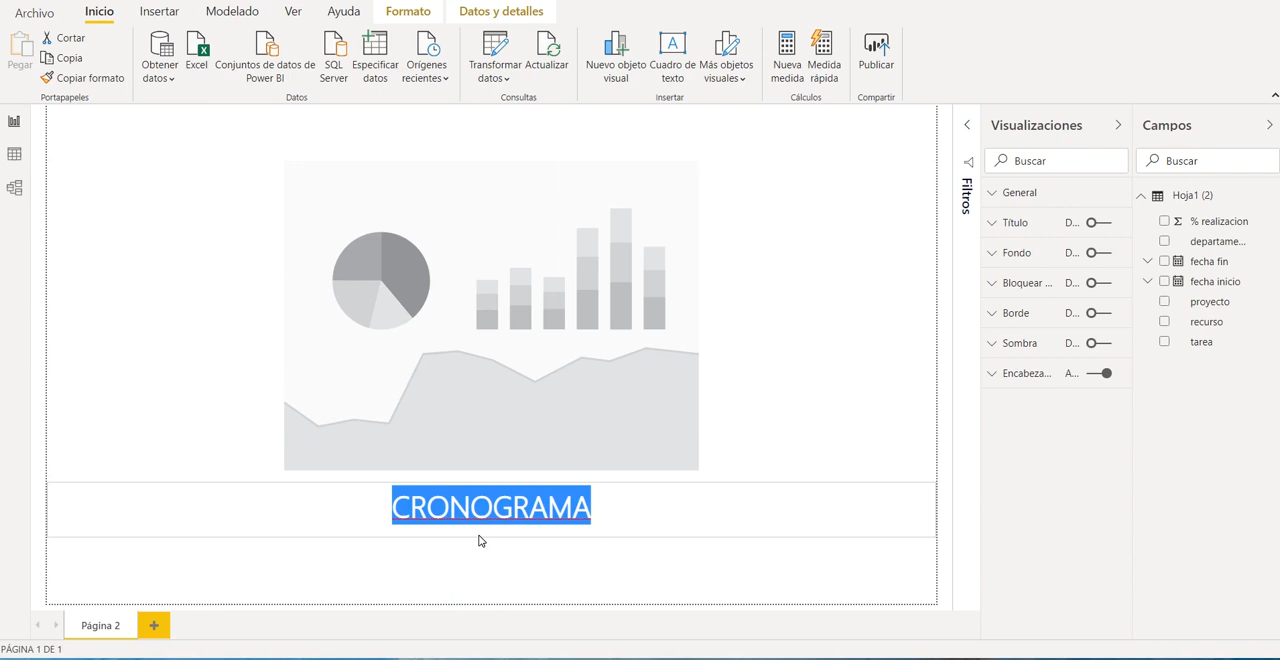 Archivo Inicio Insertar Modelado Ver Ayuda Formato Datos y detalles
Pegar
Cortar
Copia
Copiar formato
Portapapeles
Obtener datos
Excel
Conjuntos de datos de Power BI
SQL Server
Especificar datos
Orígenes recientes
Datos
Transformar datos
Actualizar
Consultas
Nuevo objeto visual
Cuadro de texto
Más objetos visuales
Insertar
Nueva medida
Medida rápida
Cálculos
Publicar
Compartir
CRONOGRAMA
Filtros
Visualizaciones
Buscar
General
Título D...
Fondo D...
Bloquear ... D...
Borde D...
Sombra D...
Encabeza... A...
Campos
Buscar
Hoja1 (2)
% realizacion
departame...
fecha fin
fecha inicio
proyecto
recurso
tarea
Página 2
PÁGINA 1 DE 1